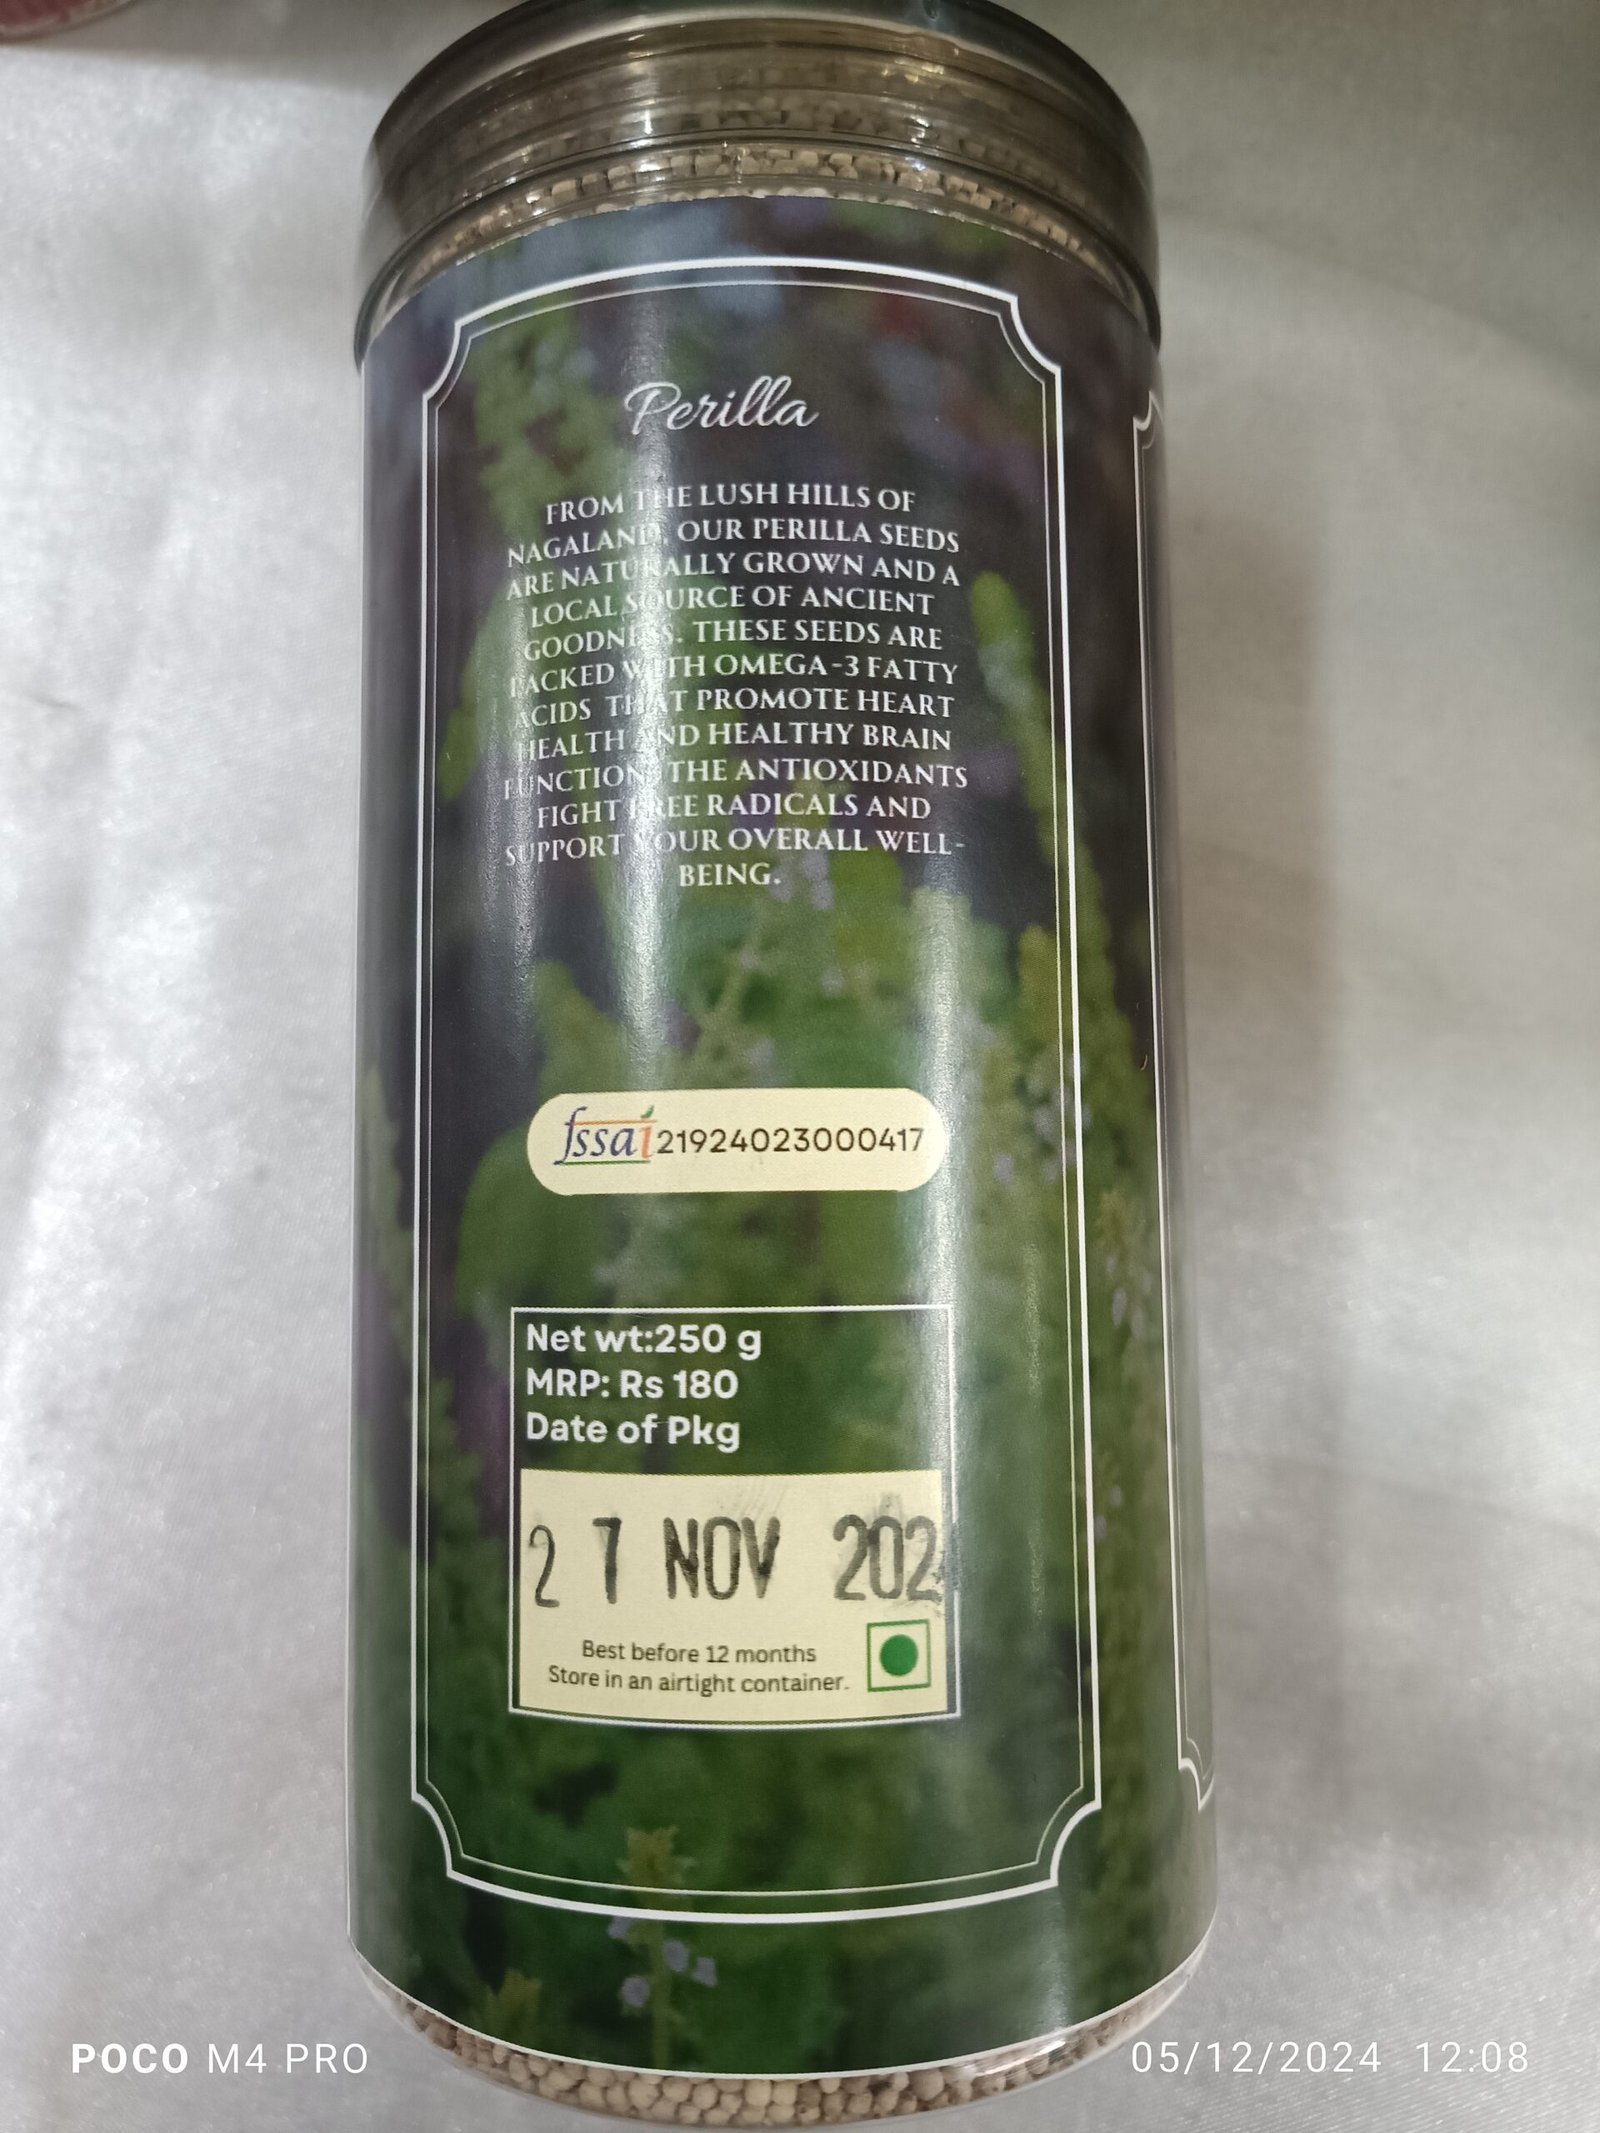 Perilla
FROM THE LUSH HILLS OF
NAGALAND, OUR PERILLA SEEDS
ARE NATURALLY GROWN AND A
LOCAL SOURCE OF ANCIENT
GOODNESS. THESE SEEDS ARE
PACKED WITH OMEGA-3 FATTY
ACIDS THAT PROMOTE HEART
HEALTH AND HEALTHY BRAIN
FUNCTION. THE ANTIOXIDANTS
FIGHT FREE RADICALS AND
SUPPORT YOUR OVERALL WELL-
BEING.
fssai 21924023000417
Net wt:250 g
MRP: Rs 180
Date of Pkg
2 7 NOV 2024
Best before 12 months
Store in an airtight container.
POCO M4 PRO
05/12/2024 12:08